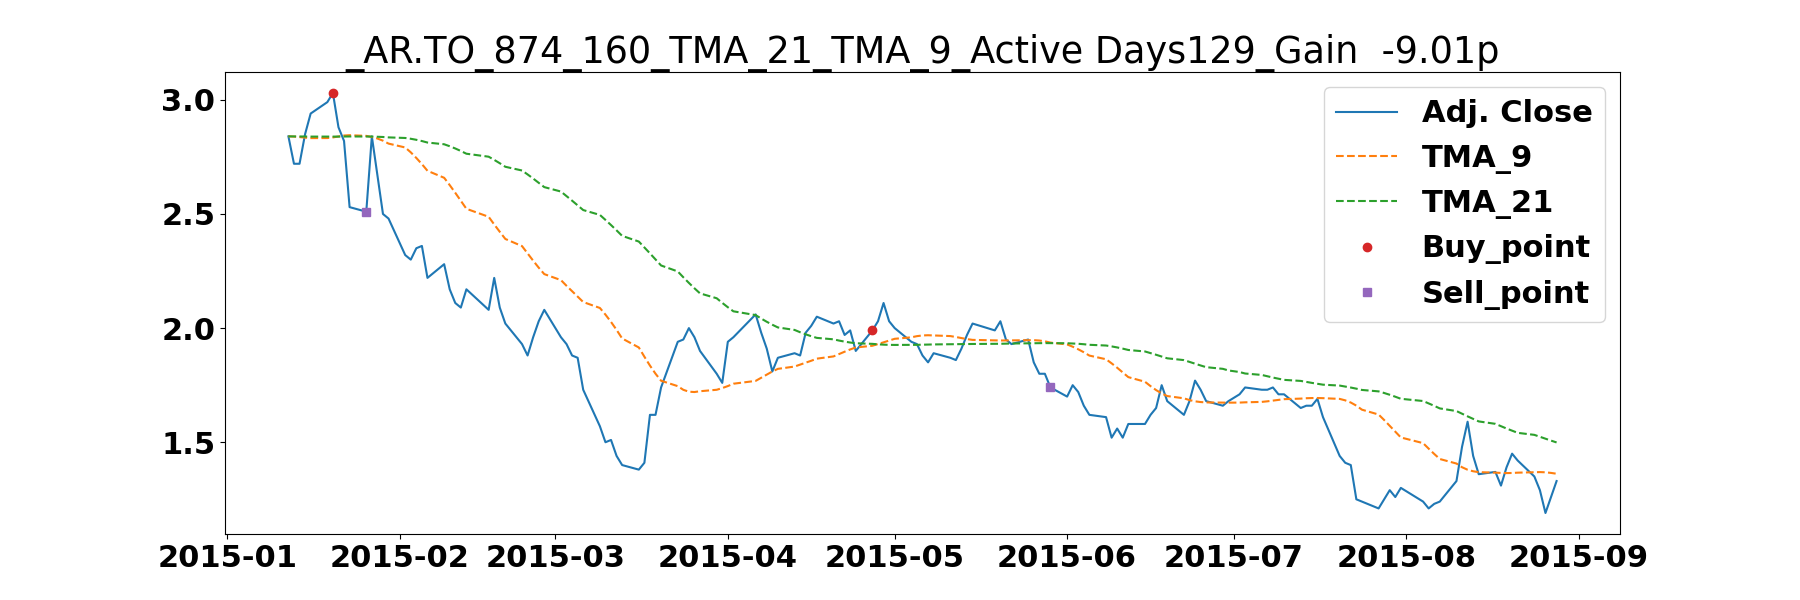 _AR.TO_874_160_TMA_21_TMA_9_Active Days129_Gain  -9.01p
3.0
2.5
2.0
1.5
Adj. Close
TMA_9
TMA_21
Buy_point
Sell_point
2015-01 2015-02 2015-03 2015-04 2015-05 2015-06 2015-07 2015-08 2015-09